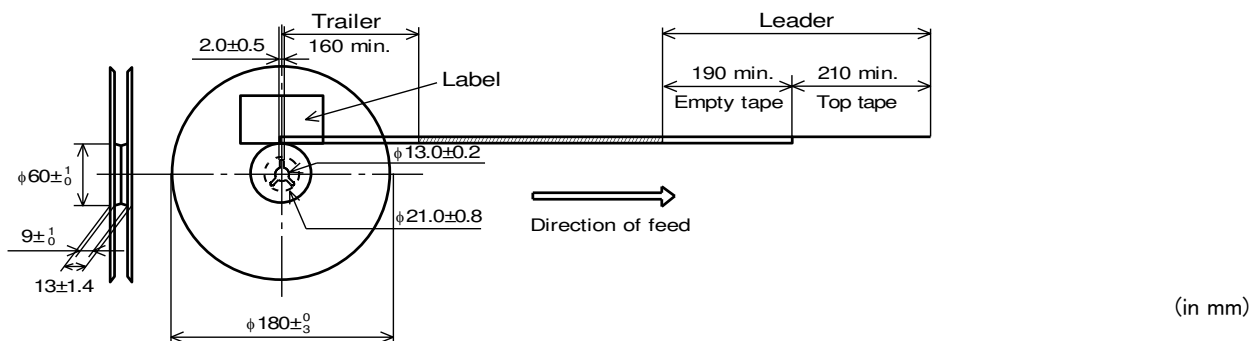 Trailer
Leader
2.0±0.5
160 min.
190 min.
210 min.
Label
Empty tape
Top tape
φ13.0±0.2
φ60±¹₀
φ21.0±0.8
Direction of feed
9±¹₀
13±1.4
φ180±⁰₃
(in mm)